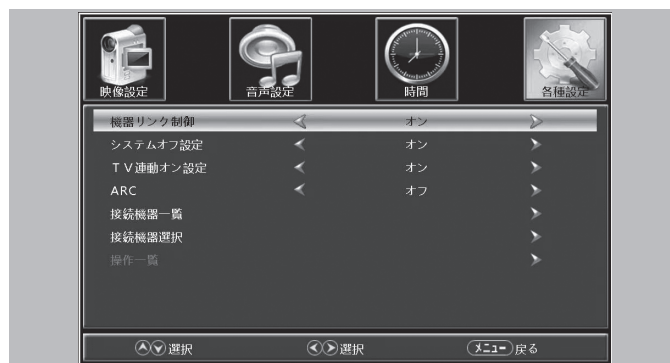 映像設定 音声設定 時間 各種設定
機器リンク制御 オン
システムオフ設定 オン
TV連動オン設定 オン
ARC オフ
接続機器一覧
接続機器選択
操作一覧
選択 選択 メニュー 戻る